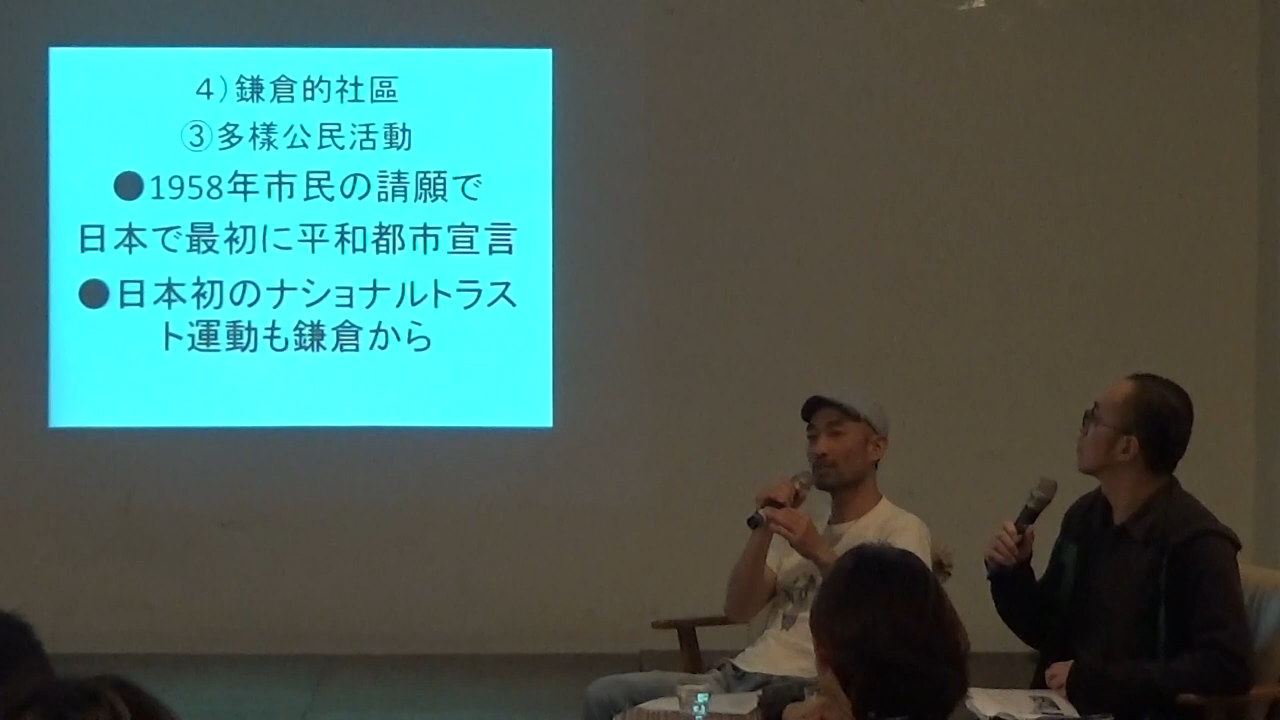 ４）鎌倉的社區
③多樣公民活動
●1958年市民の請願で
日本で最初に平和都市宣言
●日本初のナショナルトラス
ト運動も鎌倉から